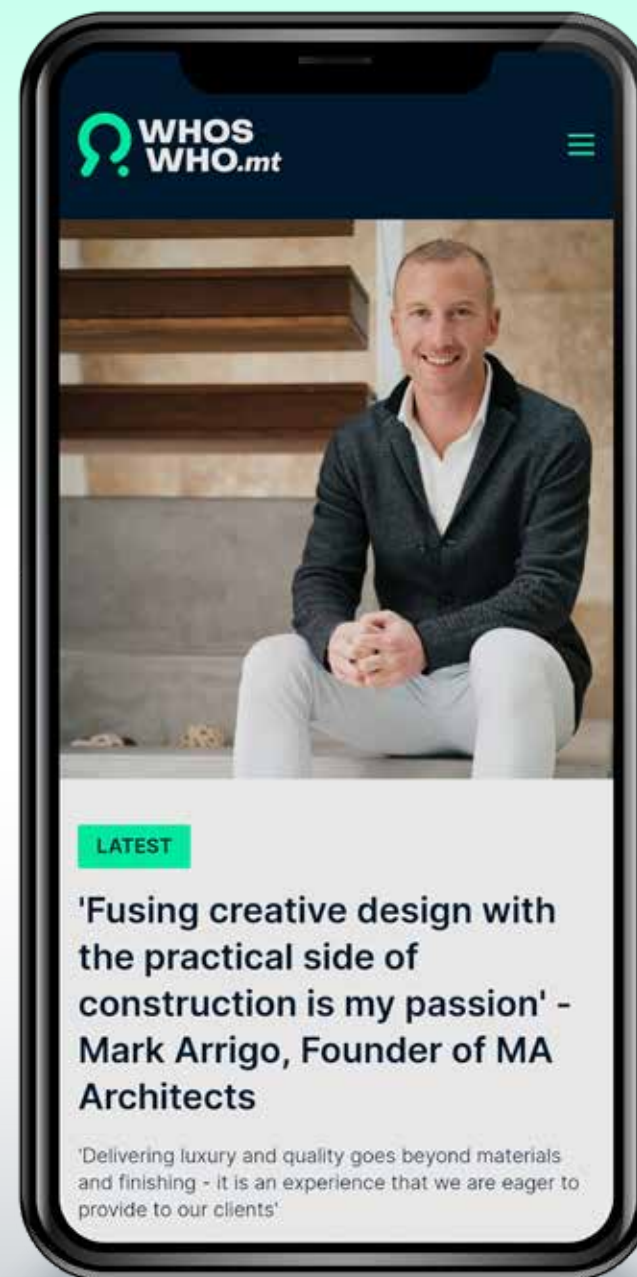 WHOS
WHO.mt
LATEST
'Fusing creative design with
the practical side of
construction is my passion' -
Mark Arrigo, Founder of MA
Architects
'Delivering luxury and quality goes beyond materials
and finishing - it is an experience that we are eager to
provide to our clients'